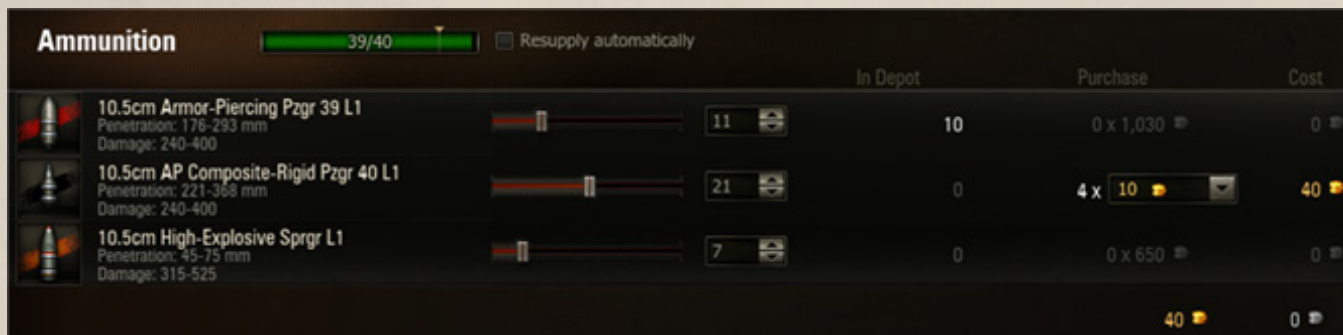 Ammunition 39/40 Resupply automatically
In Depot Purchase Cost
10.5cm Armor-Piercing Pzgr 39 L1
Penetration: 176-293 mm
Damage: 240-400
11 10 0 x 1,030 0
10.5cm AP Composite-Rigid Pzgr 40 L1
Penetration: 221-368 mm
Damage: 240-400
21 0 4 x 10 40
10.5cm High-Explosive Sprgr L1
Penetration: 45-75 mm
Damage: 315-525
7 0 0 x 650 0
40 0